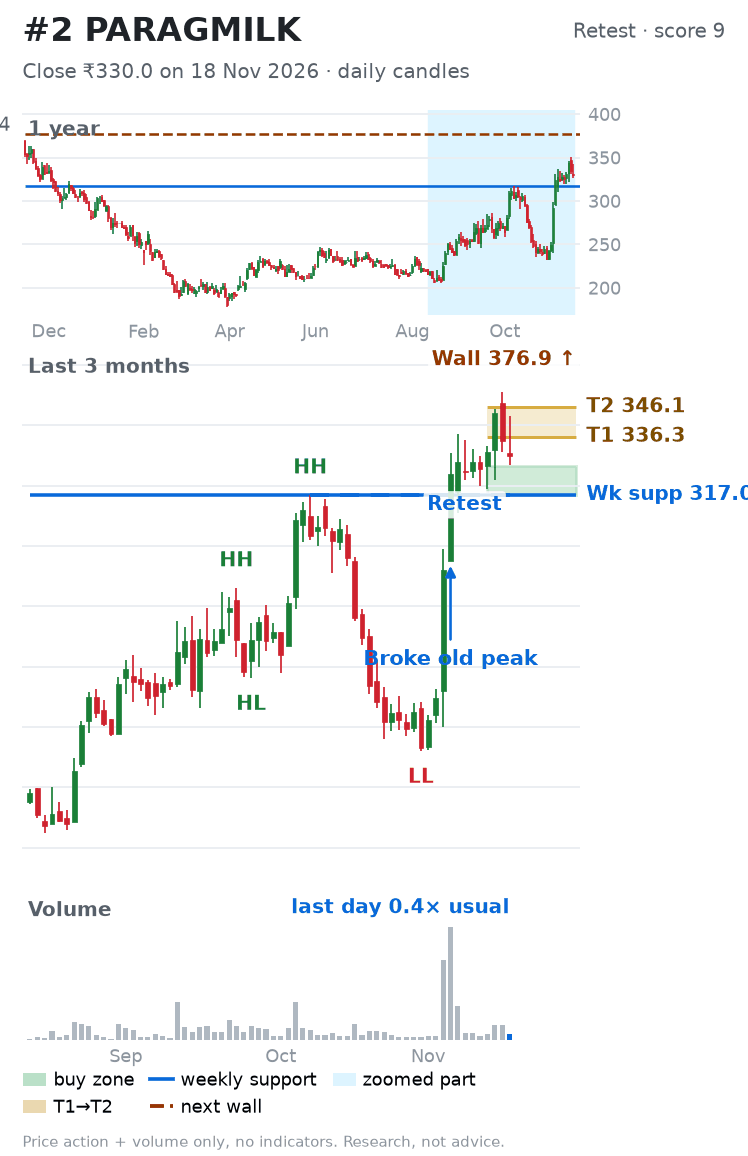 #2 PARAGMILK
Retest · score 9
Close ₹330.0 on 18 Nov 2026 · daily candles
4
1 year
400
350
300
250
200
Dec Feb Apr Jun Aug Oct
Last 3 months
Wall 376.9 ↑
T2 346.1
T1 336.3
HH
Wk supp 317.0
Retest
HH
Broke old peak
HL
LL
Volume
last day 0.4× usual
Sep Oct Nov
buy zone weekly support zoomed part
T1→T2 next wall
Price action + volume only, no indicators. Research, not advice.